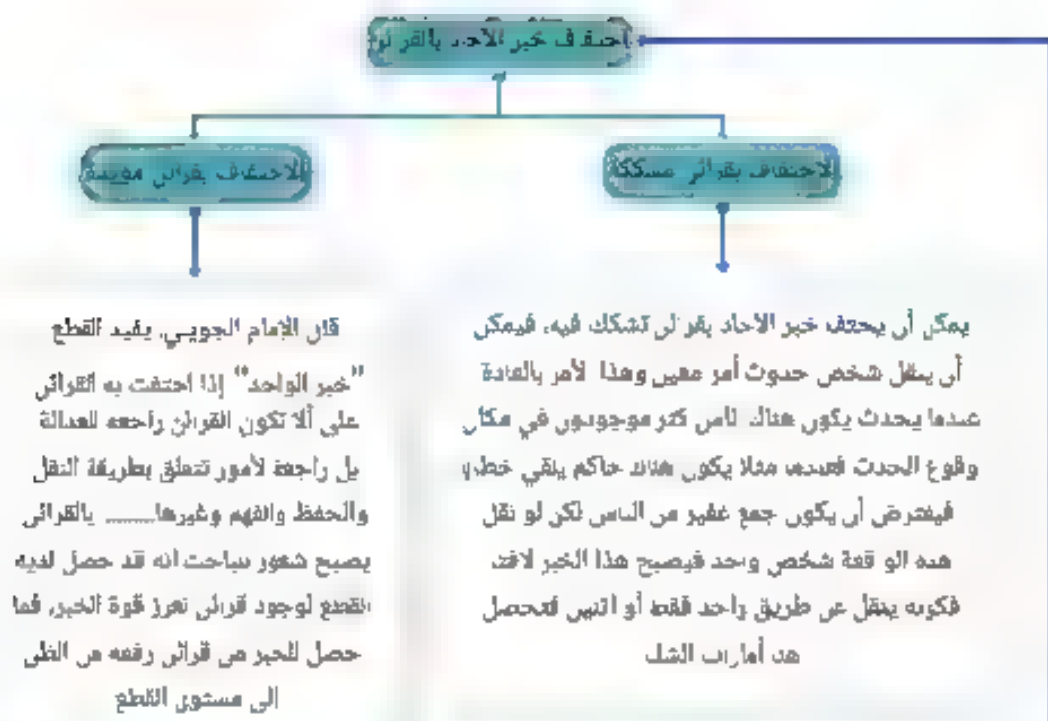 احتفاف خبر الآحاد بالقرائن
الاحتفاف بقرائن مشككة
يمكن أن يحتف خبر الآحاد بقرائن تشكك فيه، فيمكن
أن ينقل شخص حدوث أمر معين وهذا الأمر بالعادة
عندما يحدث يكون هناك ناس كثر موجودون في مكان
وقوع الحدث فعندما مثلا يكون هناك حاكم يلقي خطبة
فيفترض أن يكون جمع غفير من الناس لكن لو نقل
هذه الواقعة شخص واحد فيصبح هذا الخبر
فكونه ينقل عن طريق واحد فقط أو اثنين فتحصل
هنا أمارات الشك
الاحتفاف بقرائن
قال الإمام الجويني: يفيد القطع
"خبر الواحد" إذا احتفت به القرائن
على ألا تكون القرائن راجعة للعدالة
بل راجعة لأمور تتعلق بطريقة النقل
والحفظ والفهم وغيرها........ بالقرائن
يصبح شعور أنه قد حصل لديه
القطع لوجود قرائن تعزز قوة الخبر، فما
حصل للخبر من قرائن رفعه من الظن
إلى مستوى القطع